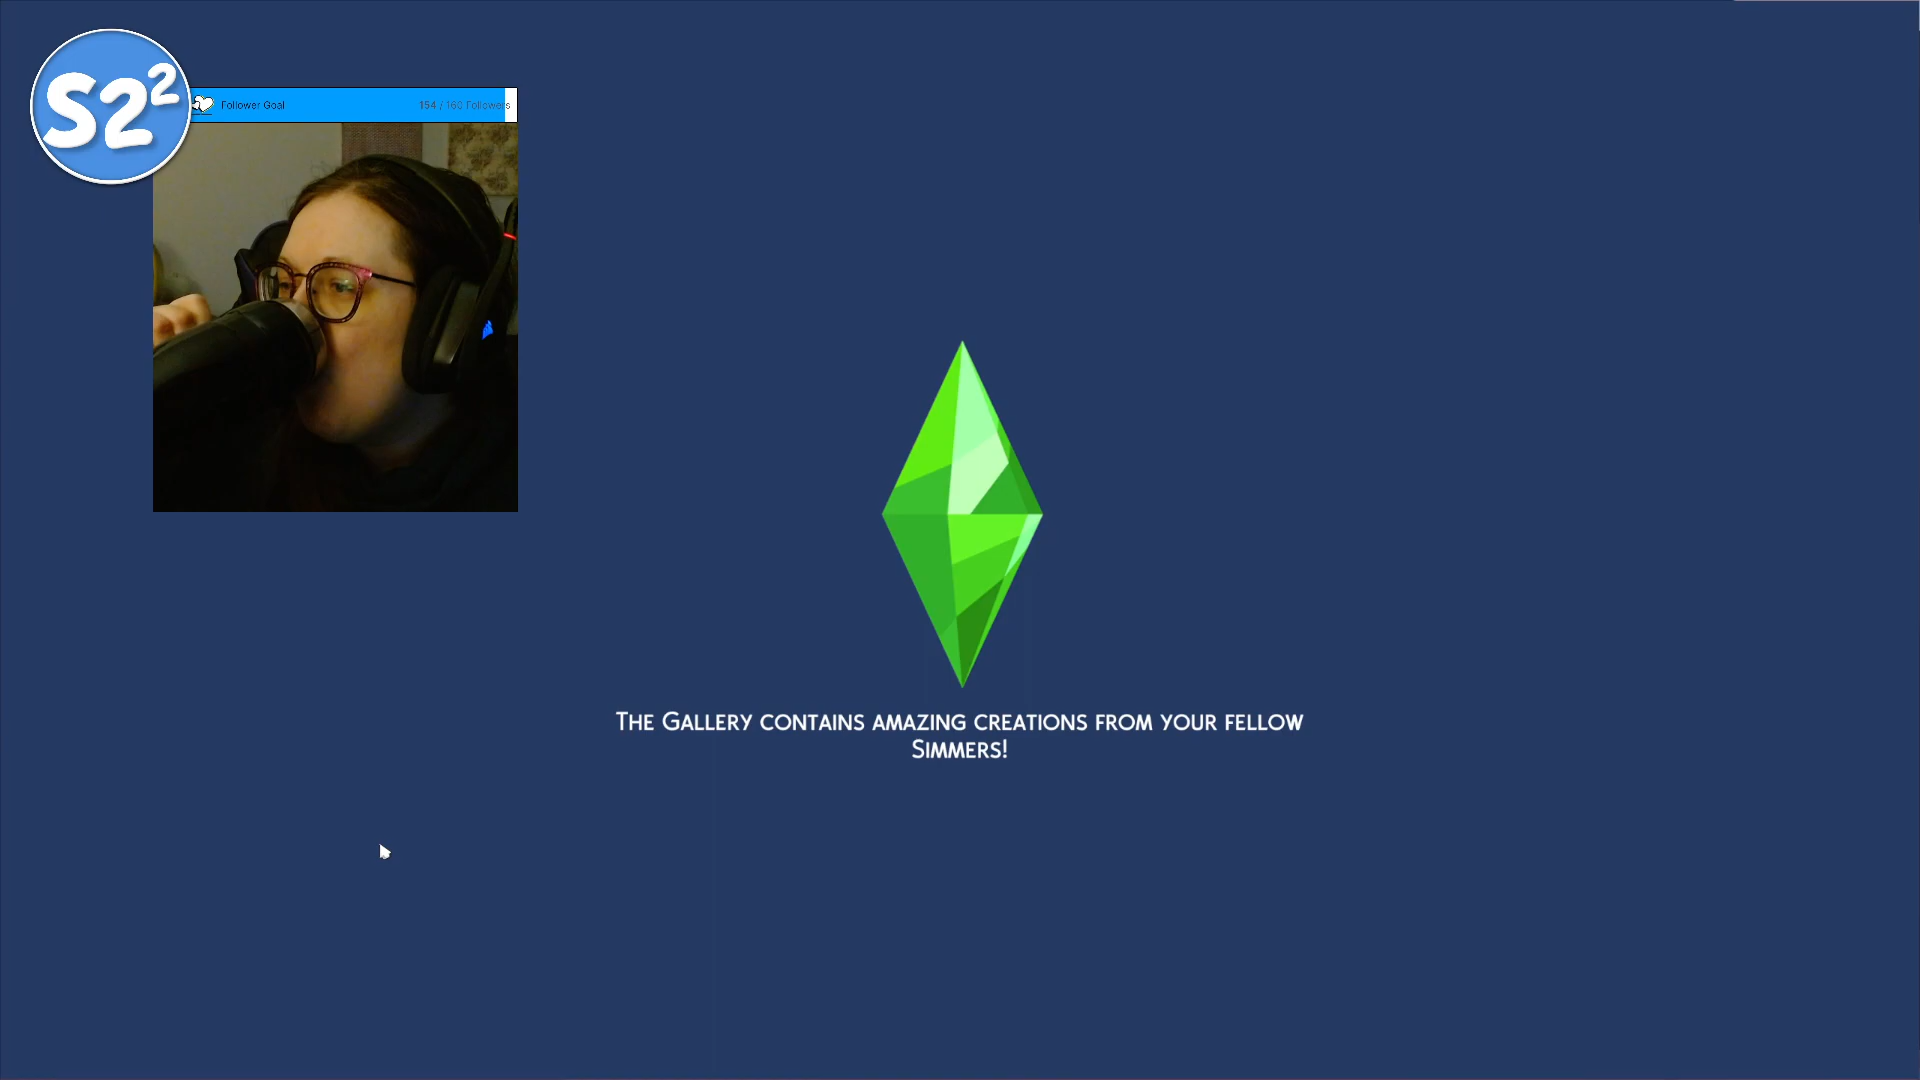 S2²
Follower Goal 154 / 160 Followers
The Gallery contains amazing creations from your fellow
Simmers!